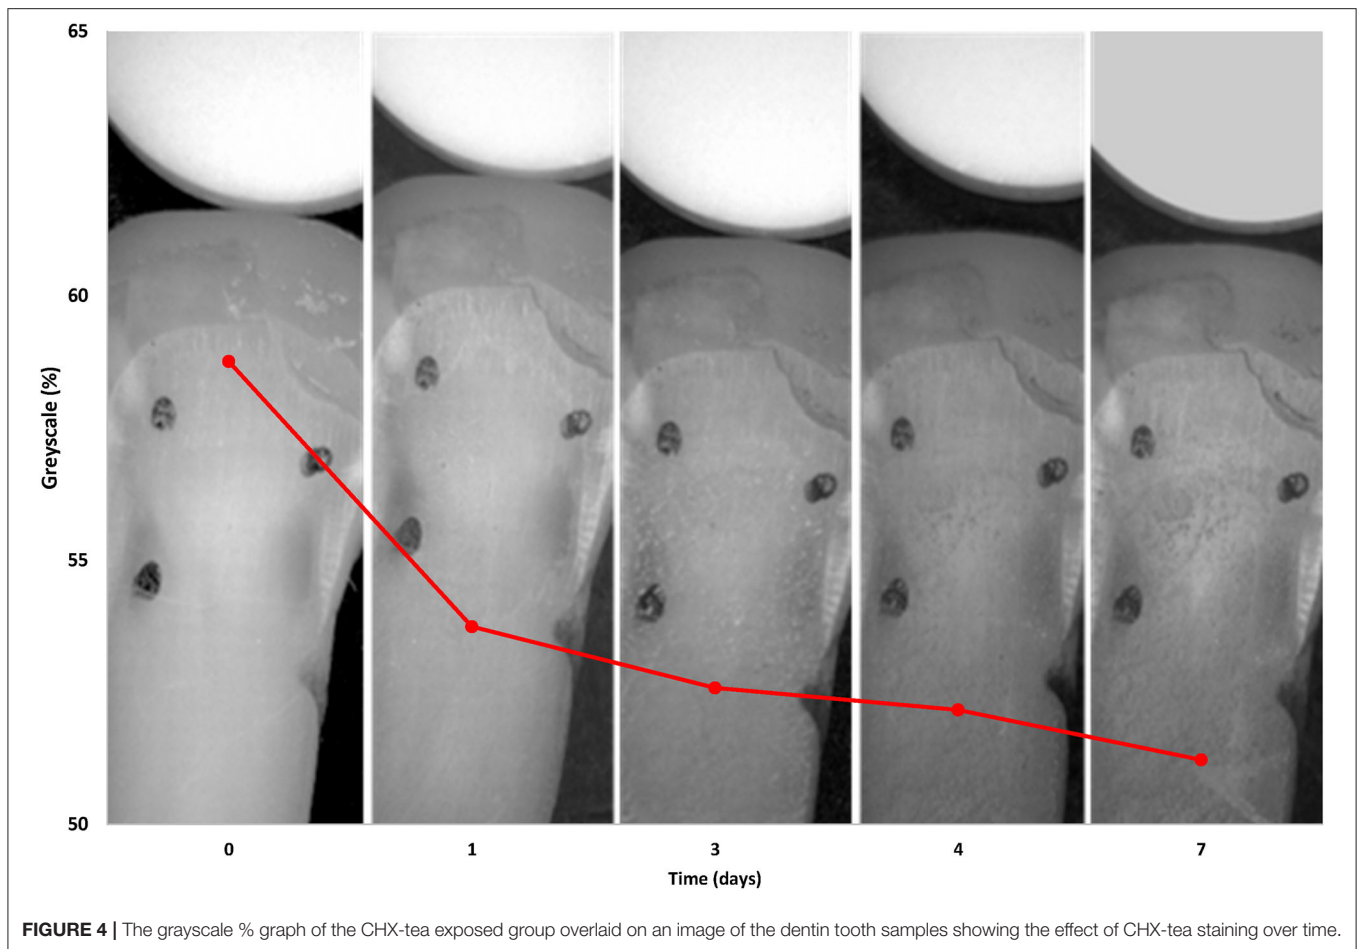 65
60
55
50
Greyscale (%)
0 1 3 4 7
Time (days)
FIGURE 4 | The grayscale % graph of the CHX-tea exposed group overlaid on an image of the dentin tooth samples showing the effect of CHX-tea staining over time.